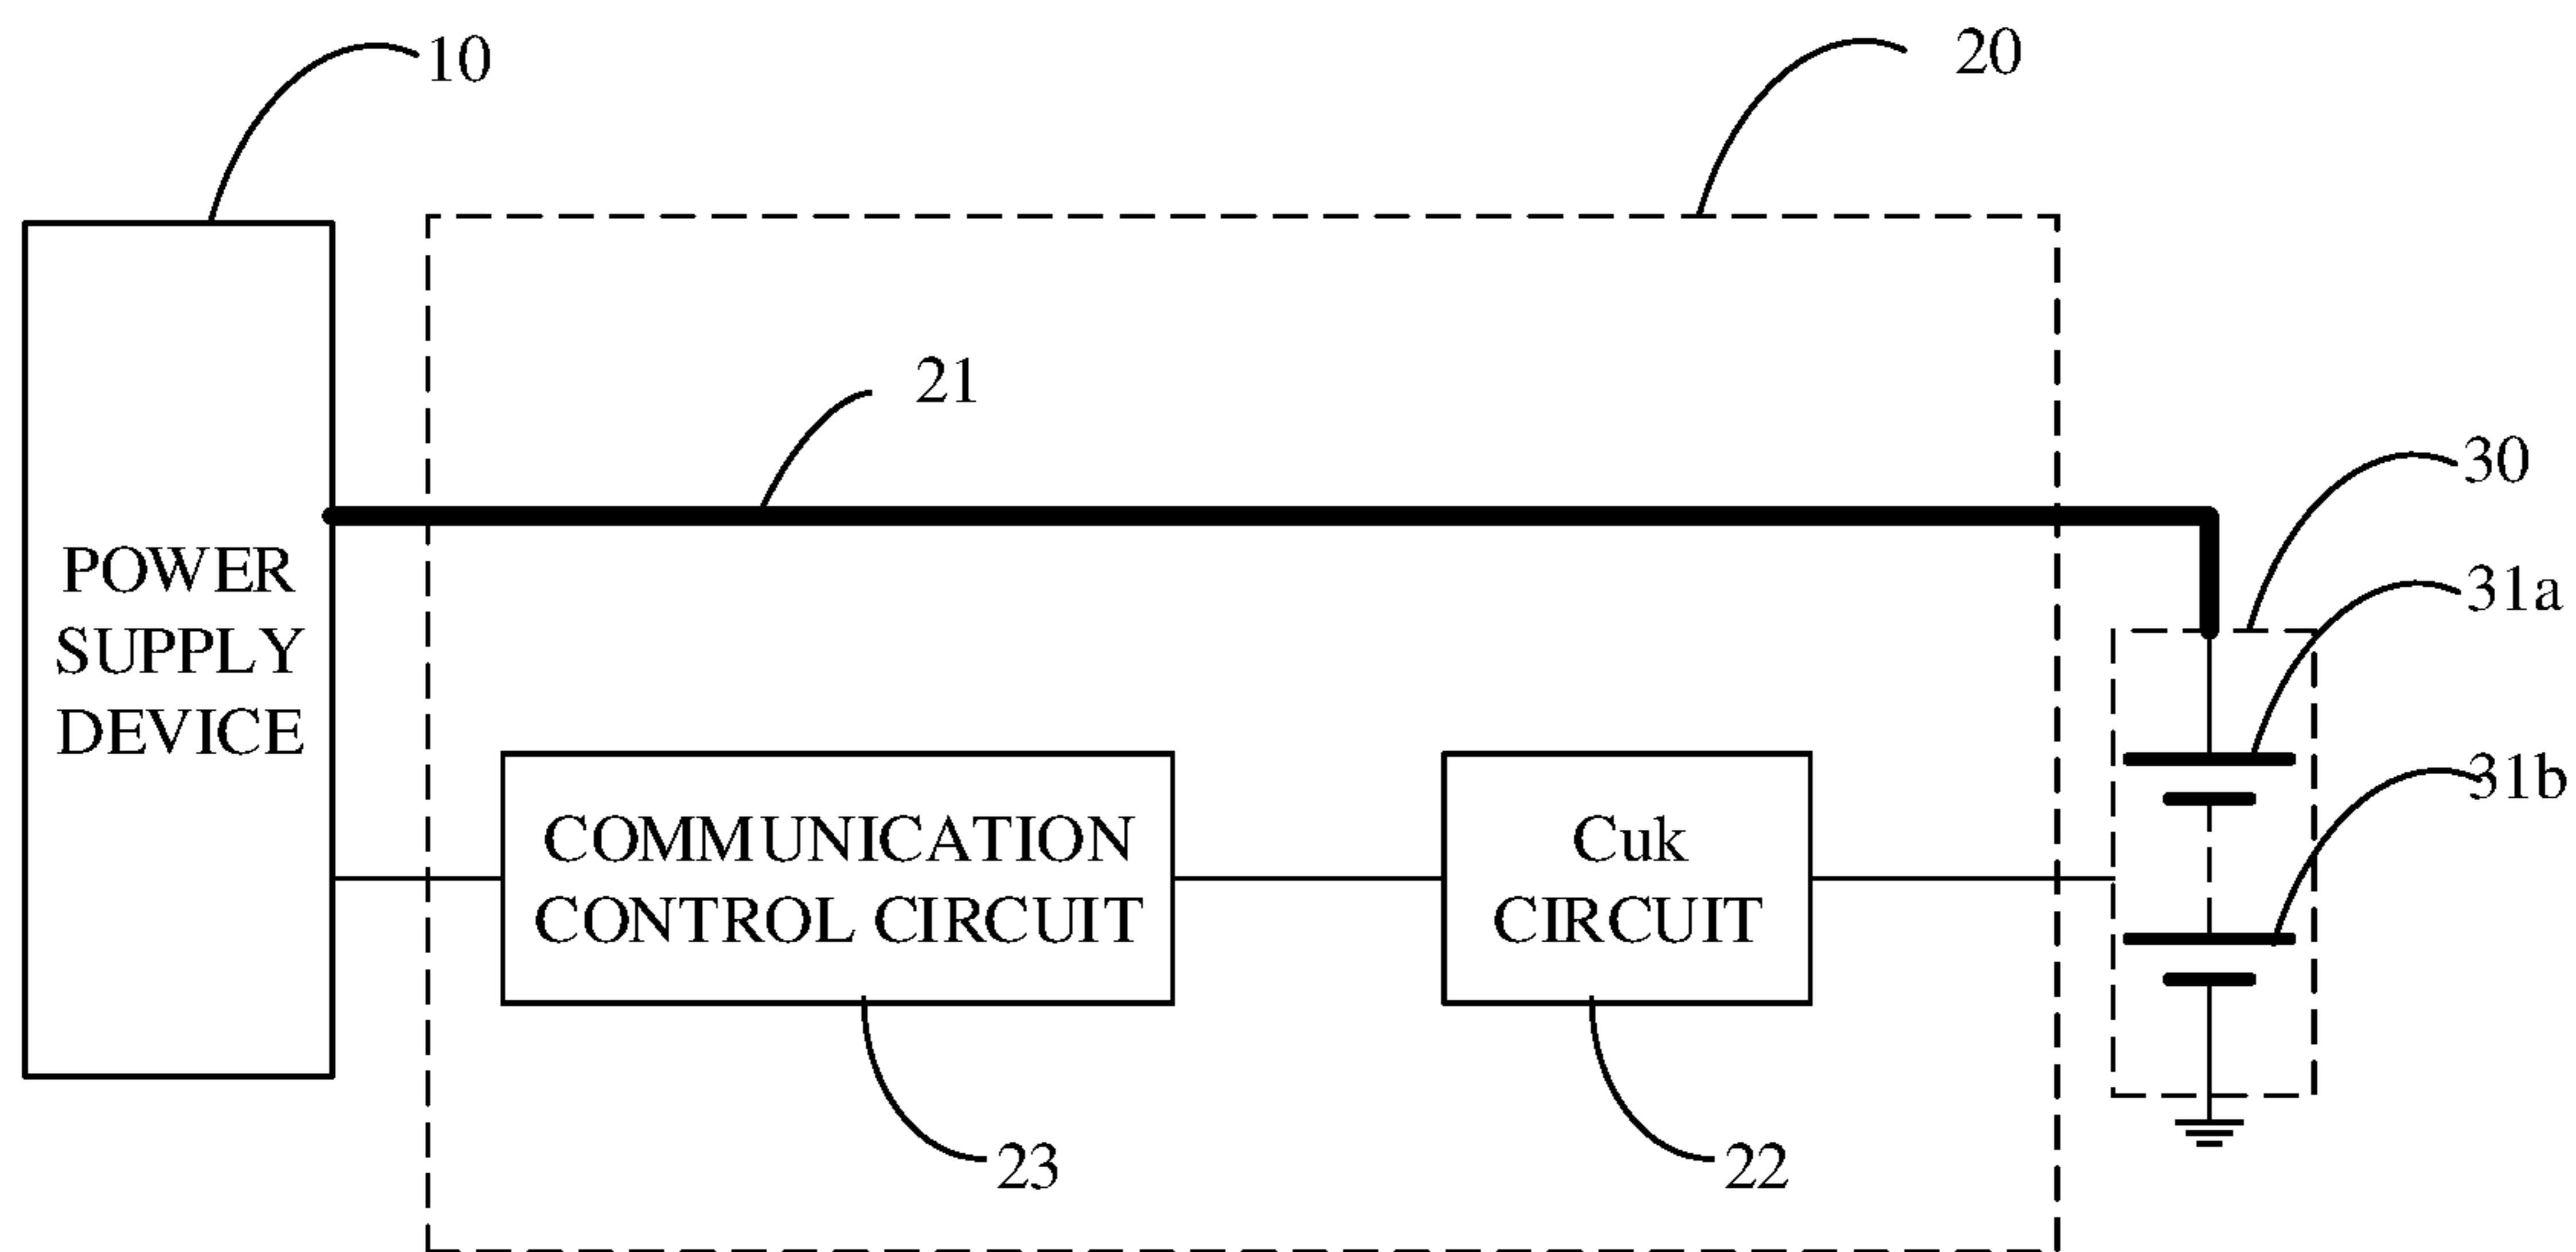 10
20
21
30
31a
31b
POWER
SUPPLY
DEVICE
COMMUNICATION
CONTROL CIRCUIT
Cuk
CIRCUIT
23
22